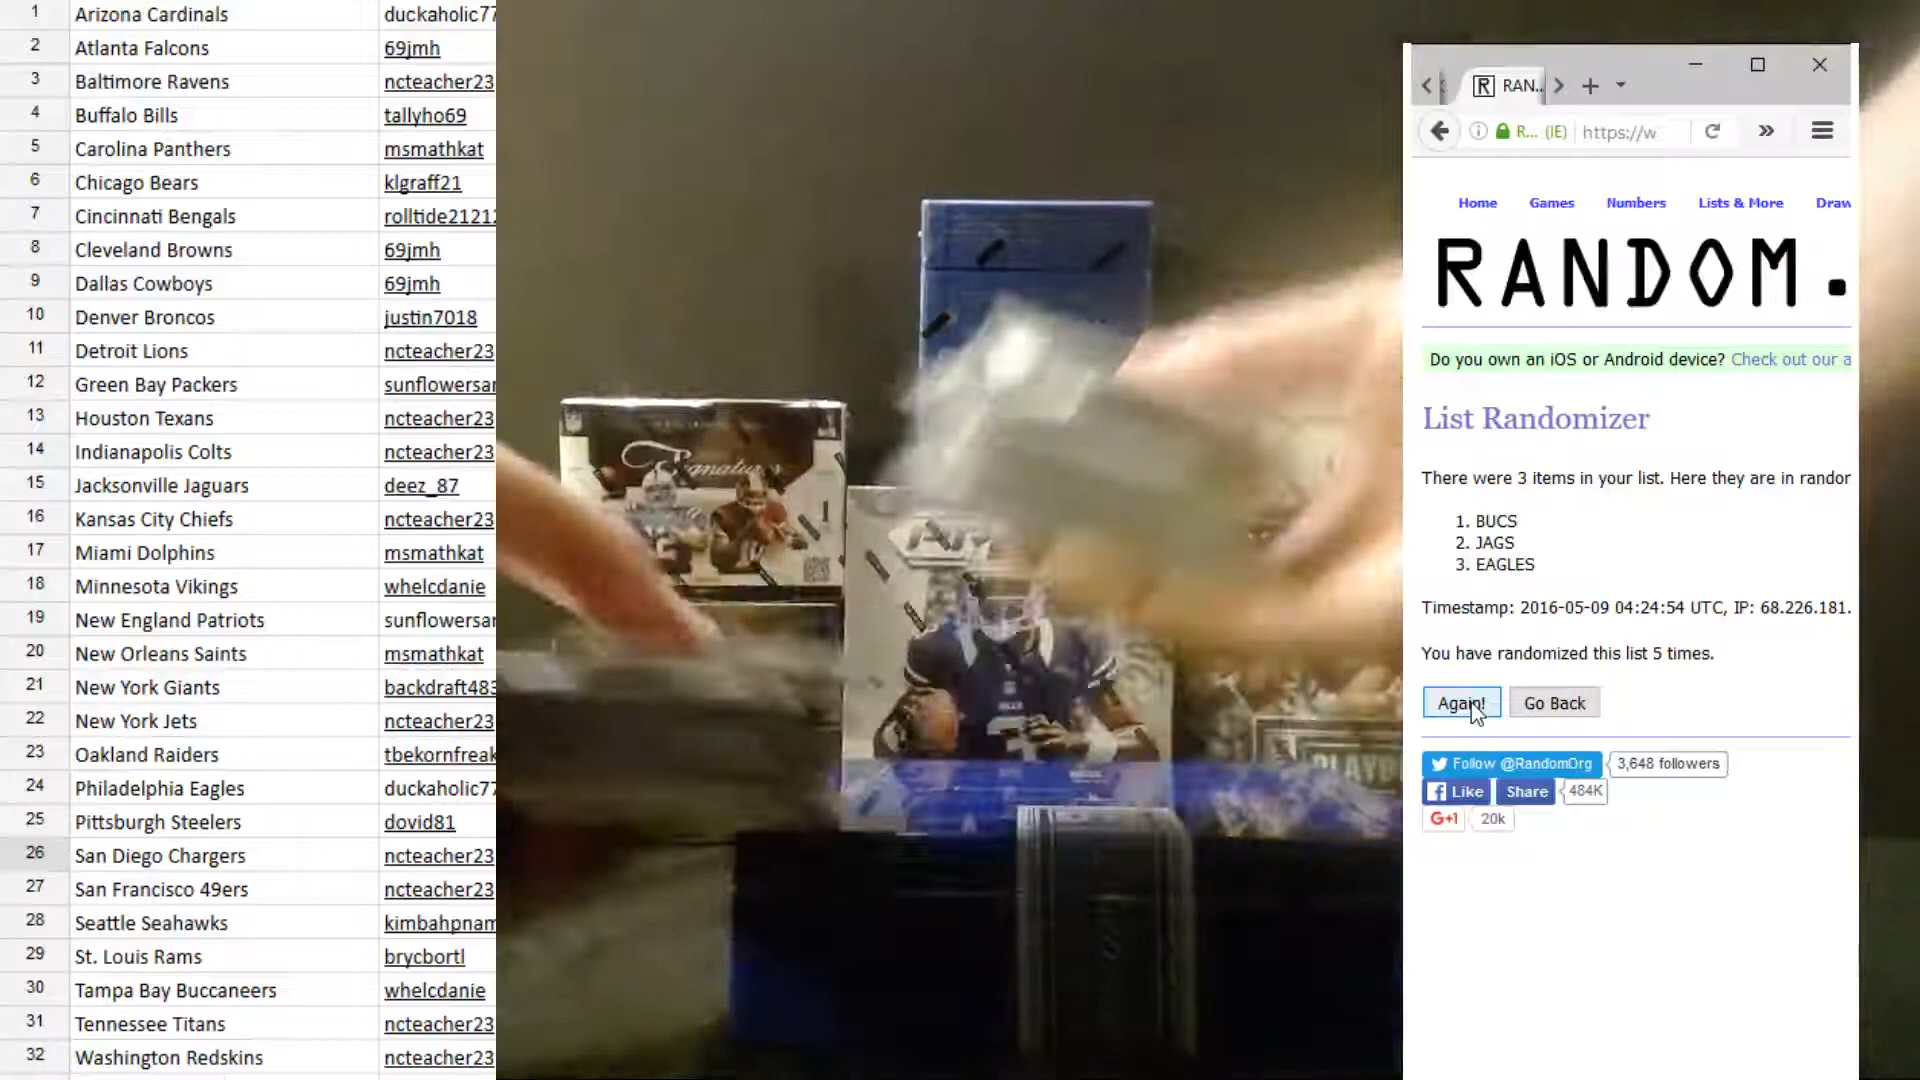 1 Arizona Cardinals duckaholic77
2 Atlanta Falcons 69jmh
3 Baltimore Ravens ncteacher23
4 Buffalo Bills tallyho69
5 Carolina Panthers msmathkat
6 Chicago Bears klgraff21
7 Cincinnati Bengals rolltide21212
8 Cleveland Browns 69jmh
9 Dallas Cowboys 69jmh
10 Denver Broncos justin7018
11 Detroit Lions ncteacher23
12 Green Bay Packers sunflowersar
13 Houston Texans ncteacher23
14 Indianapolis Colts ncteacher23
15 Jacksonville Jaguars deez_87
16 Kansas City Chiefs ncteacher23
17 Miami Dolphins msmathkat
18 Minnesota Vikings whelcdanie
19 New England Patriots sunflowersar
20 New Orleans Saints msmathkat
21 New York Giants backdraft483
22 New York Jets ncteacher23
23 Oakland Raiders tbekornfreak
24 Philadelphia Eagles duckaholic77
25 Pittsburgh Steelers dovid81
26 San Diego Chargers ncteacher23
27 San Francisco 49ers ncteacher23
28 Seattle Seahawks kimbahpnam
29 St. Louis Rams brycbortl
30 Tampa Bay Buccaneers whelcdanie
31 Tennessee Titans ncteacher23
32 Washington Redskins ncteacher23
Signatures
RAN..
R... (IE) https://w
Home Games Numbers Lists & More Draw
RANDOM.
Do you own an iOS or Android device? Check out our a
List Randomizer
There were 3 items in your list. Here they are in randor
1. BUCS
2. JAGS
3. EAGLES
Timestamp: 2016-05-09 04:24:54 UTC, IP: 68.226.181.
You have randomized this list 5 times.
Again! Go Back
Follow @RandomOrg 3,648 followers
Like Share 484K
G+1 20k